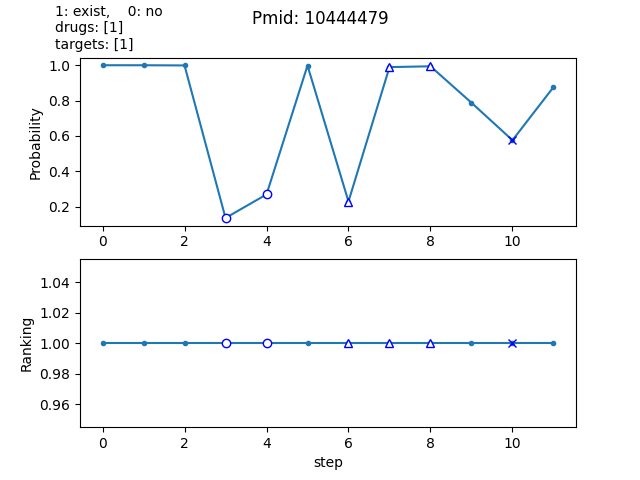 1: exist,    0: no
drugs: [1]
targets: [1]
Pmid: 10444479
Probability
1.0
0.8
0.6
0.4
0.2
0 2 4 6 8 10
Ranking
1.04
1.02
1.00
0.98
0.96
0 2 4 6 8 10
step